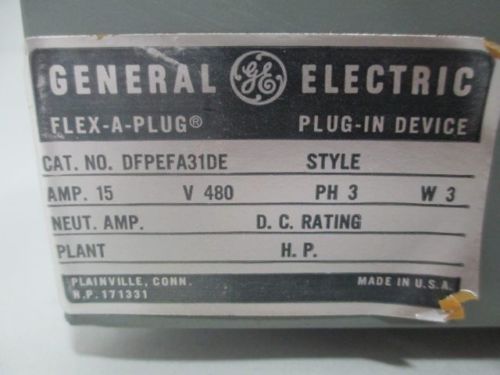 GENERAL GE ELECTRIC
FLEX-A-PLUG® PLUG-IN DEVICE
CAT. NO. DFPEFA31DE STYLE
AMP. 15 V 480 PH 3 W 3
NEUT. AMP. D. C. RATING
PLANT H. P.
PLAINVILLE, CONN. MADE IN U.S.A.
N.P. 171331